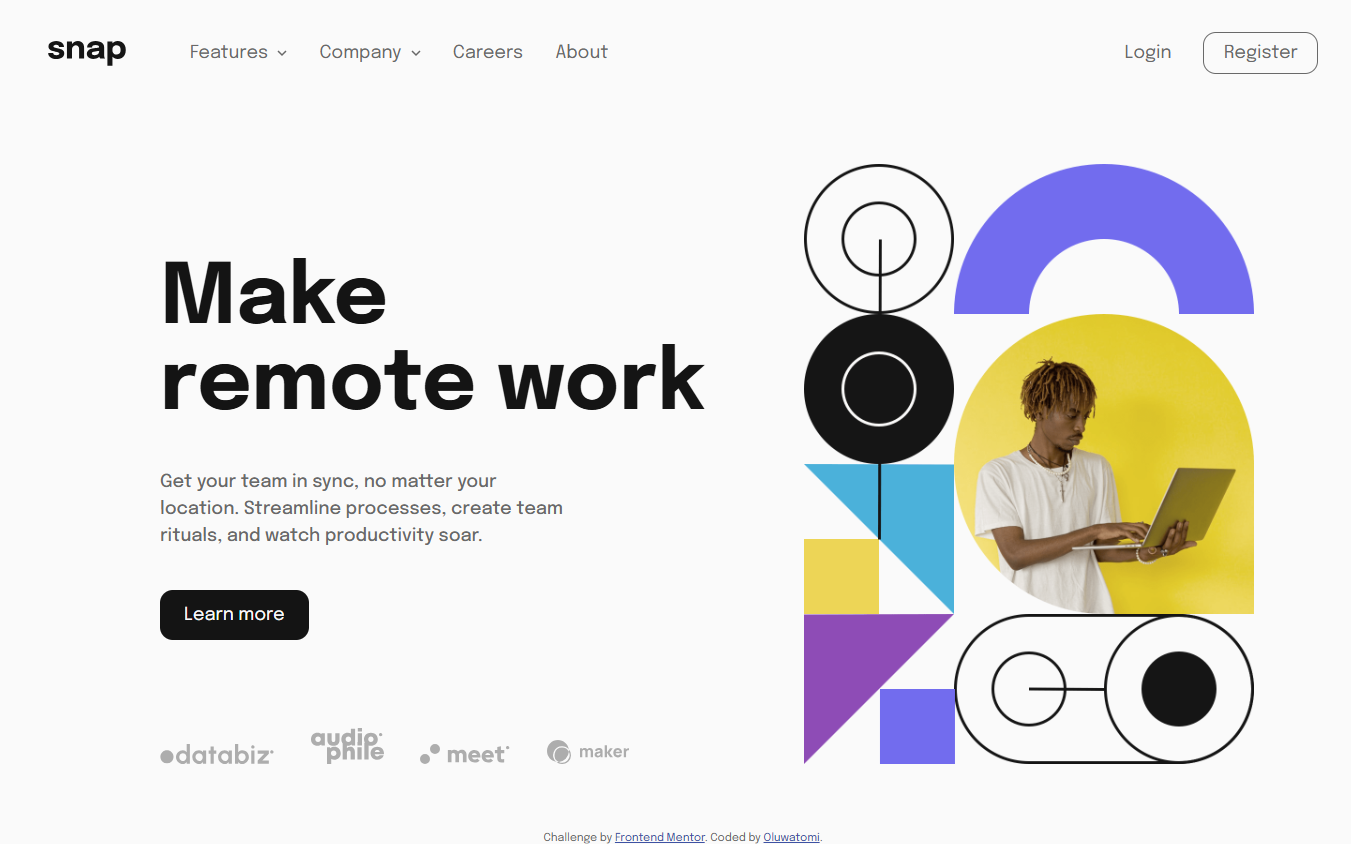 snap Features Company Careers About Login Register
Make
remote work
Get your team in sync, no matter your
location. Streamline processes, create team
rituals, and watch productivity soar.
Learn more
databiz audiophile meet maker
Challenge by Frontend Mentor. Coded by Oluwatomi.